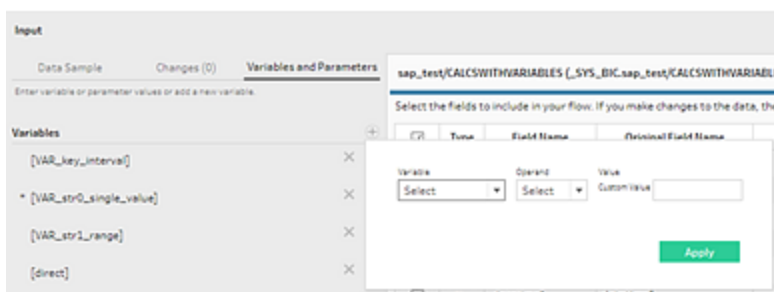 Input
Data Sample
Changes (0)
Variables and Parameters
Enter variable or parameter values or add a new variable.
Variables
[VAR_key_interval]
* [VAR_str0_single_value]
[VAR_str1_range]
[direct]
sap_test/CALCSWITHVARIABLES (_SYS_BIC.sap_test/CALCSWITHVARIABL
Select the fields to include in your flow. If you make changes to the data, th
Type
Field Name
Original Field Name
Variable
Operand
Value
Select
Select
Custom Value
Apply